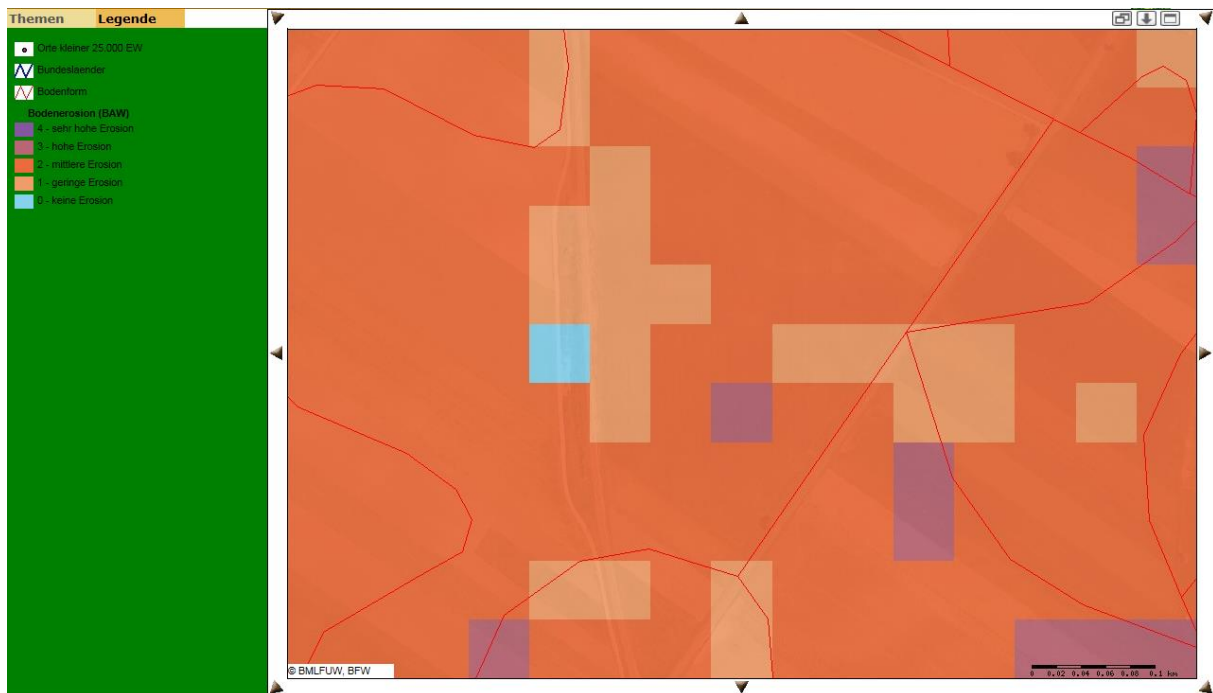 Themen Legende
Orte kleiner 25.000 EW
Bundeslaender
Bodenform
Bodenerosion (BAW)
4 - sehr hohe Erosion
3 - hohe Erosion
2 - mittlere Erosion
1 - geringe Erosion
0 - keine Erosion
© BMLFUW, BFW
0 0.02 0.04 0.06 0.08 0.1 km